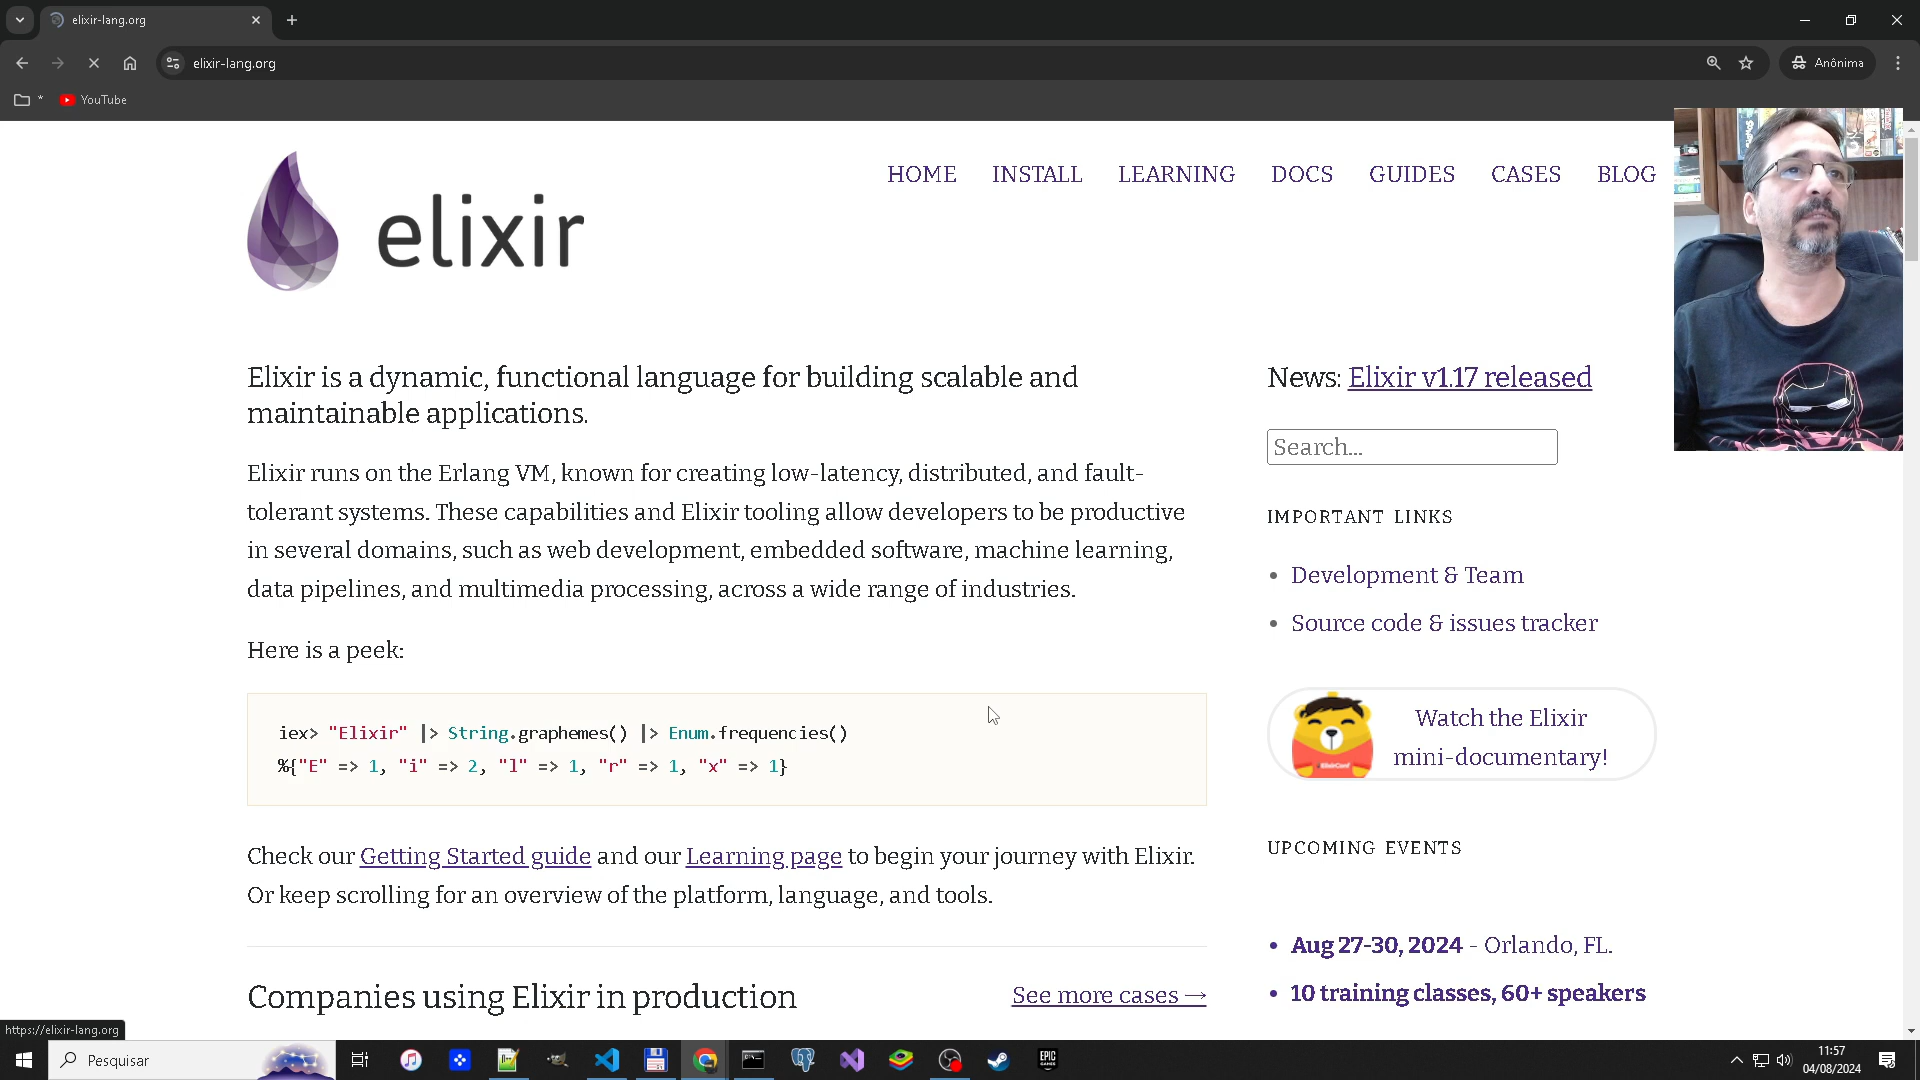 elixir-lang.org
elixir-lang.org
Anônima
*
YouTube
elixir
HOME INSTALL LEARNING DOCS GUIDES CASES BLOG
Elixir is a dynamic, functional language for building scalable and
maintainable applications.
Elixir runs on the Erlang VM, known for creating low-latency, distributed, and fault-
tolerant systems. These capabilities and Elixir tooling allow developers to be productive
in several domains, such as web development, embedded software, machine learning,
data pipelines, and multimedia processing, across a wide range of industries.
Here is a peek:
iex> "Elixir" |> String.graphemes() |> Enum.frequencies()
%{"E" => 1, "i" => 2, "l" => 1, "r" => 1, "x" => 1}
Check our Getting Started guide and our Learning page to begin your journey with Elixir.
Or keep scrolling for an overview of the platform, language, and tools.
Companies using Elixir in production
See more cases →
News: Elixir v1.17 released
Search...
IMPORTANT LINKS
• Development & Team
• Source code & issues tracker
Watch the Elixir
mini-documentary!
UPCOMING EVENTS
• Aug 27-30, 2024 - Orlando, FL.
• 10 training classes, 60+ speakers
https://elixir-lang.org
Pesquisar
EPIC
GAMES
11:57
04/08/2024